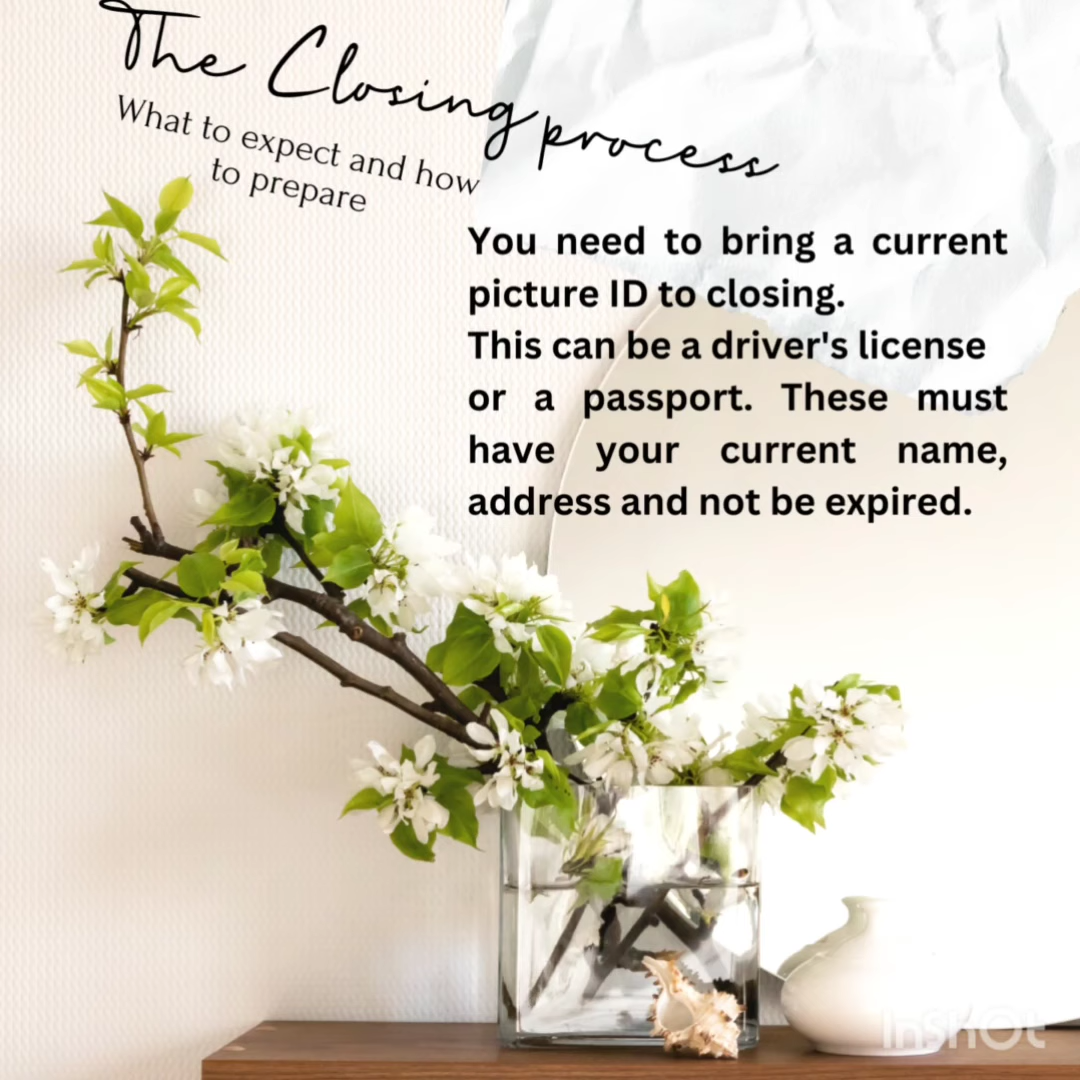 The Closing process
What to expect and how
to prepare
You need to bring a current
picture ID to closing.
This can be a driver's license
or a passport. These must
have your current name,
address and not be expired.
InShOt